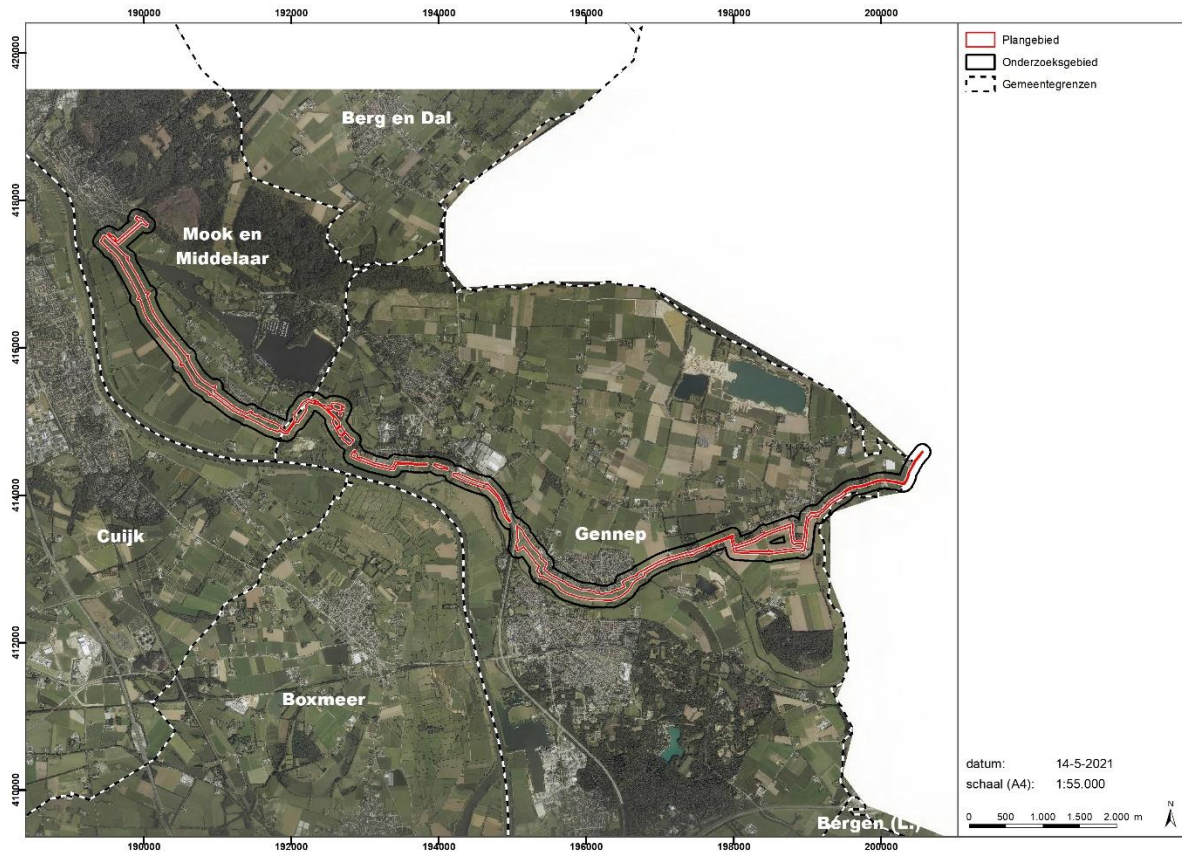 190000 192000 194000 196000 198000 200000
420000
418000
416000
414000
412000
410000
Berg en Dal
Mook en
Middelaar
Gennep
Cuijk
Boxmeer
Bergen (L.)
190000 192000 194000 196000 198000 200000
Plangebied
Onderzoeksgebied
Gemeentegrenzen
datum: 14-5-2021
schaal (A4): 1:55.000
N
0 500 1.000 1.500 2.000 m